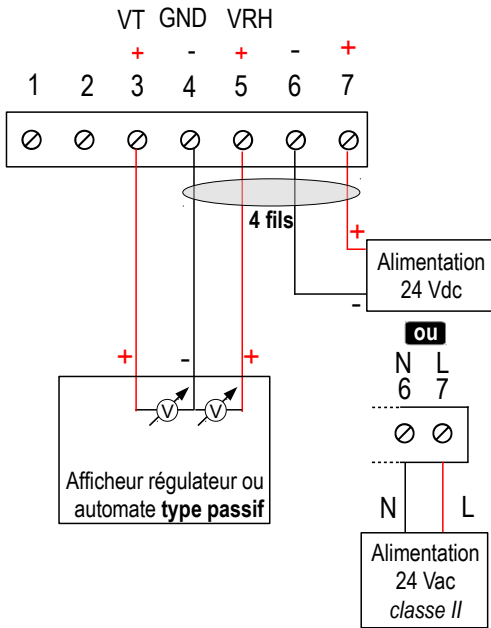 VT GND VRH
+ - + - +
1 2 3 4 5 6 7
4 fils
+
Alimentation
24 Vdc
-
ou
N L
6 7
+ - +
V V
Afficheur régulateur ou
automate type passif
N L
Alimentation
24 Vac
classe II